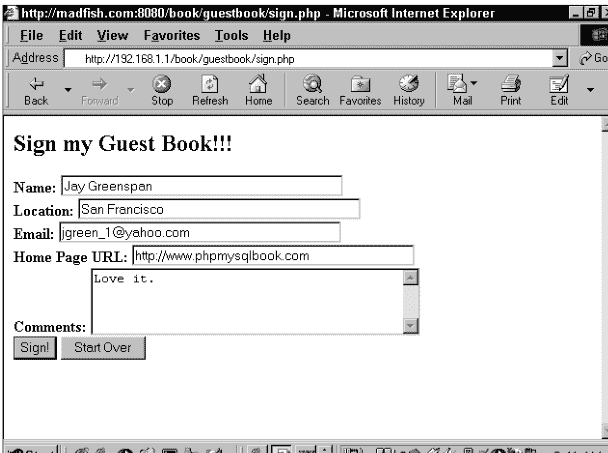 http://madfish.com:8080/book/guestbook/sign.php - Microsoft Internet Explorer
File Edit View Favorites Tools Help
Address http://192.168.1.1/book/guestbook/sign.php Go
Back Forward Stop Refresh Home Search Favorites History Mail Print Edit
Sign my Guest Book!!!
Name: Jay Greenspan
Location: San Francisco
Email: jgreen_1@yahoo.com
Home Page URL: http://www.phpmysqlbook.com
Love it.
Comments:
Sign! Start Over